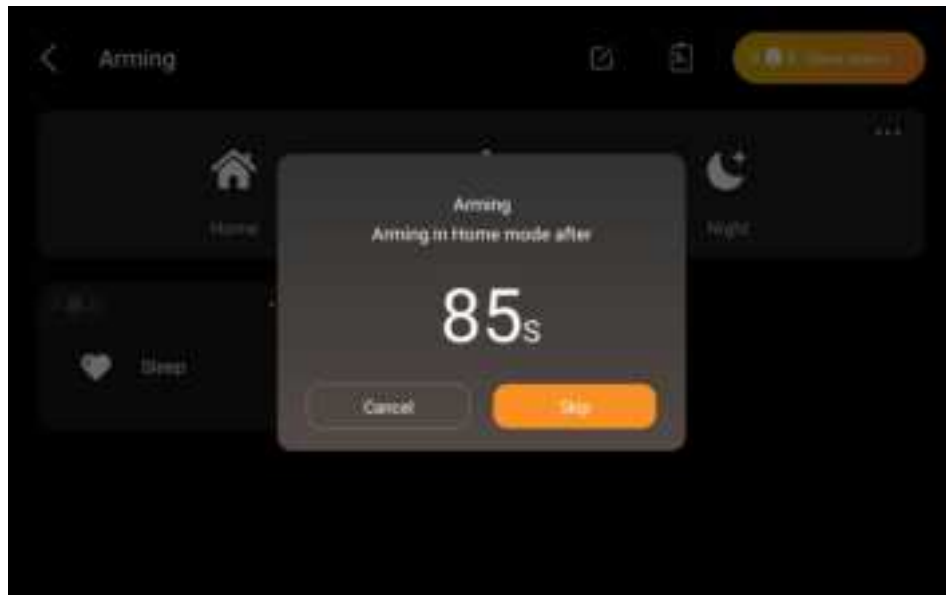 Arming
Home
Night
Arming
Arming in Home mode after
85s
Cancel
Skip
Sleep